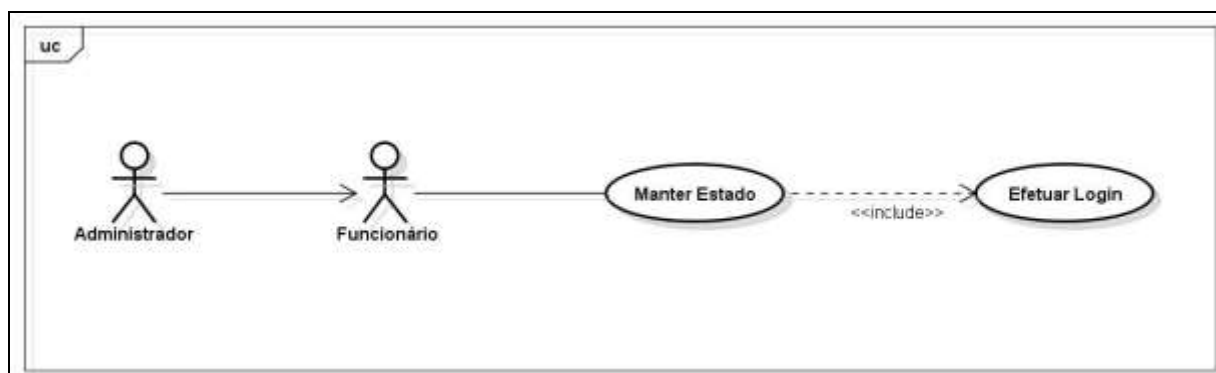 uc
Manter Estado
Efetuar Login
<<include>>
Administrador
Funcionário